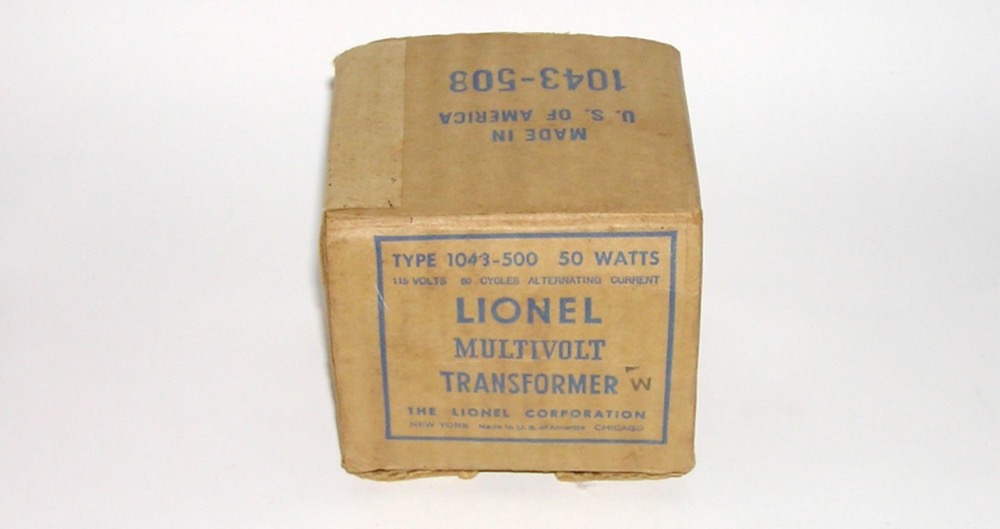 1043-508
U. S. OF AMERICA
MADE IN
TYPE 1043-500 50 WATTS
115 VOLTS 60 CYCLES ALTERNATING CURRENT
LIONEL
MULTIVOLT
TRANSFORMER W
THE LIONEL CORPORATION
NEW YORK Made in U. S. of America CHICAGO